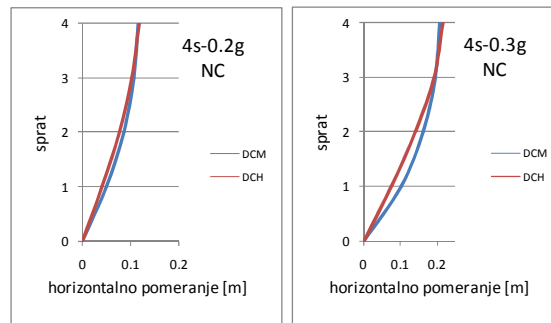 4s-0.2g
NC
4
3
2
1
0
sprat
DCM
DCH
0 0.1 0.2
horizontalno pomeranje [m]
4s-0.3g
NC
4
3
2
1
0
sprat
DCM
DCH
0 0.1 0.2
horizontalno pomeranje [m]